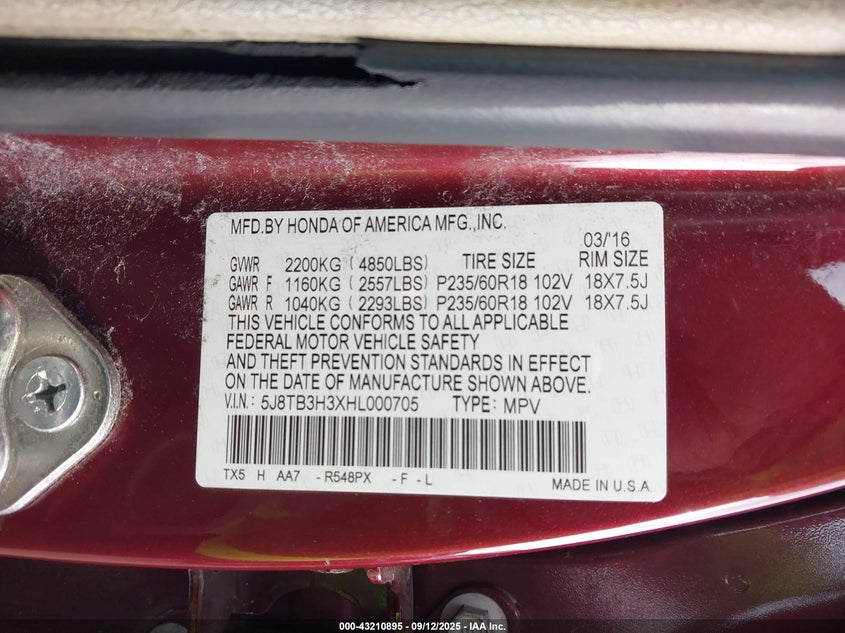 MFD.BY HONDA OF AMERICA MFG.,INC.
03/'16
GVWR 2200KG ( 4850LBS) TIRE SIZE RIM SIZE
GAWR F 1160KG ( 2557LBS) P235/60R18 102V 18X7.5J
GAWR R 1040KG ( 2293LBS) P235/60R18 102V 18X7.5J
THIS VEHICLE CONFORMS TO ALL APPLICABLE
FEDERAL MOTOR VEHICLE SAFETY
AND THEFT PREVENTION STANDARDS IN EFFECT
ON THE DATE OF MANUFACTURE SHOWN ABOVE.
V.I.N.: 5J8TB3H3XHL000705 TYPE: MPV
TX5 H AA7 - R548PX - F - L
MADE IN U.S.A.
000-43210895 - 09/12/2025 - IAA Inc.